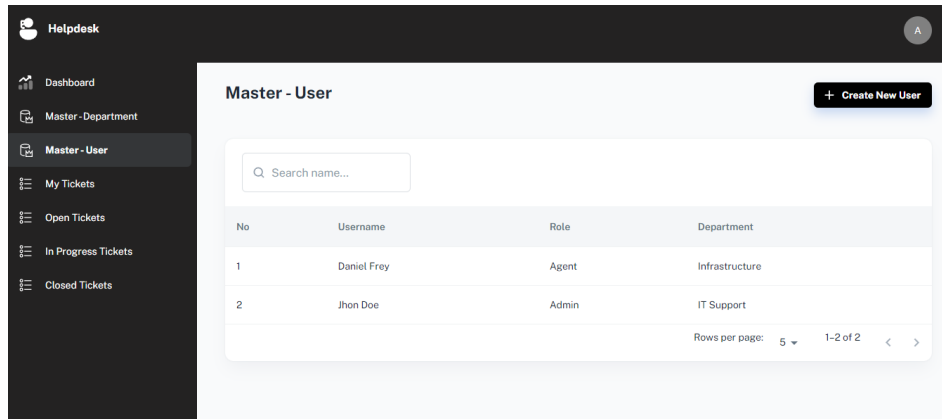 Helpdesk
A
Dashboard
Master - Department
Master - User
My Tickets
Open Tickets
In Progress Tickets
Closed Tickets
Master - User
+ Create New User
Search name...
No Username Role Department
1 Daniel Frey Agent Infrastructure
2 Jhon Doe Admin IT Support
Rows per page: 5 1–2 of 2